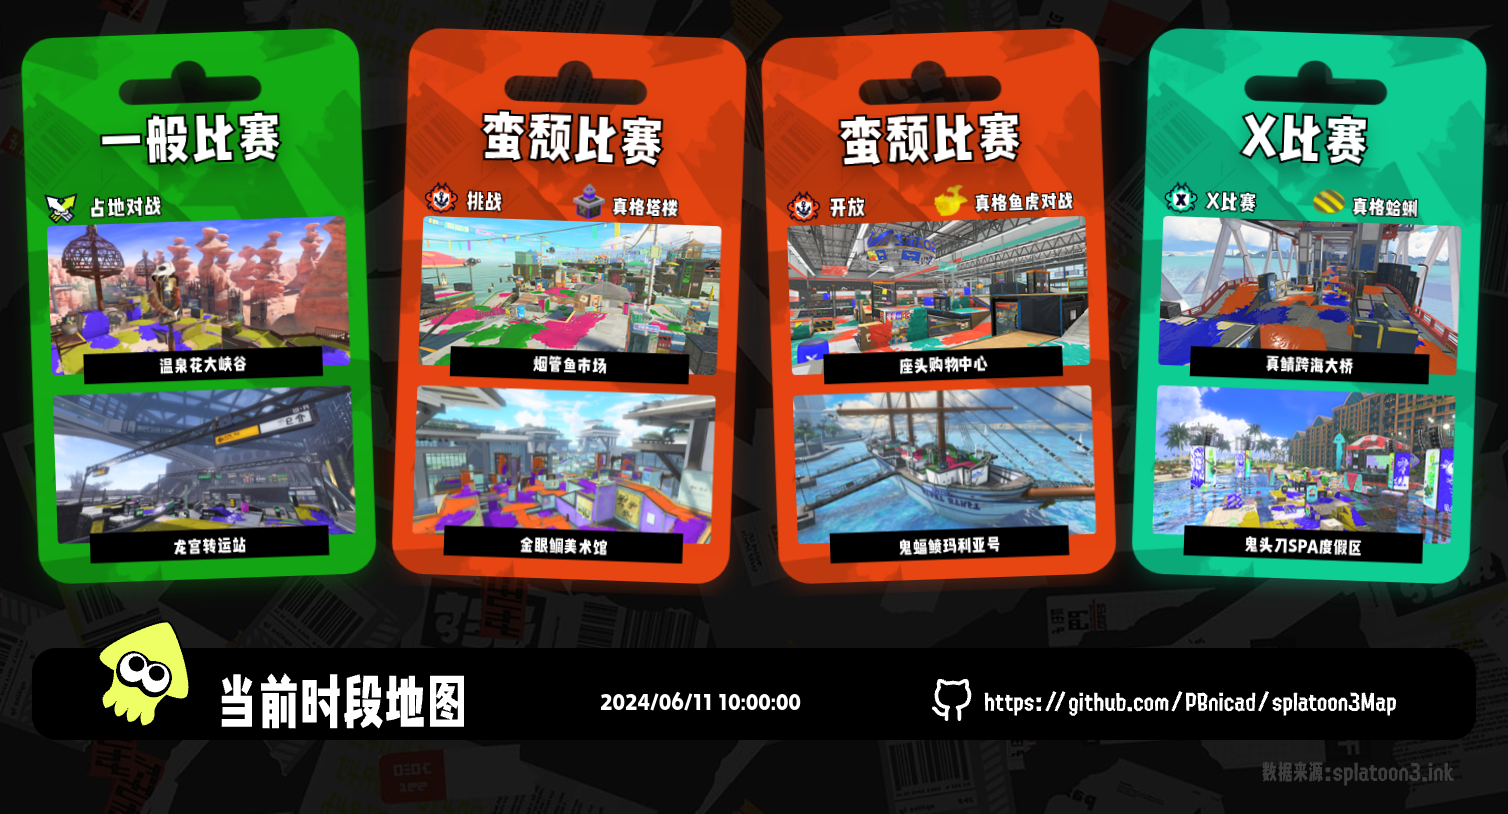 一般比赛
占地对战
温泉花大峡谷
龙宫转运站
蛮颓比赛
挑战
真格塔楼
烟管鱼市场
金眼鲷美术馆
蛮颓比赛
开放
真格鱼虎对战
座头购物中心
鬼蝠鲼玛利亚号
X比赛
X比赛
真格蛤蜊
真鲭跨海大桥
鬼头刀SPA度假区
当前时段地图
2024/06/11 10:00:00
https://github.com/PBnicad/splatoon3Map
数据来源:splatoon3.ink